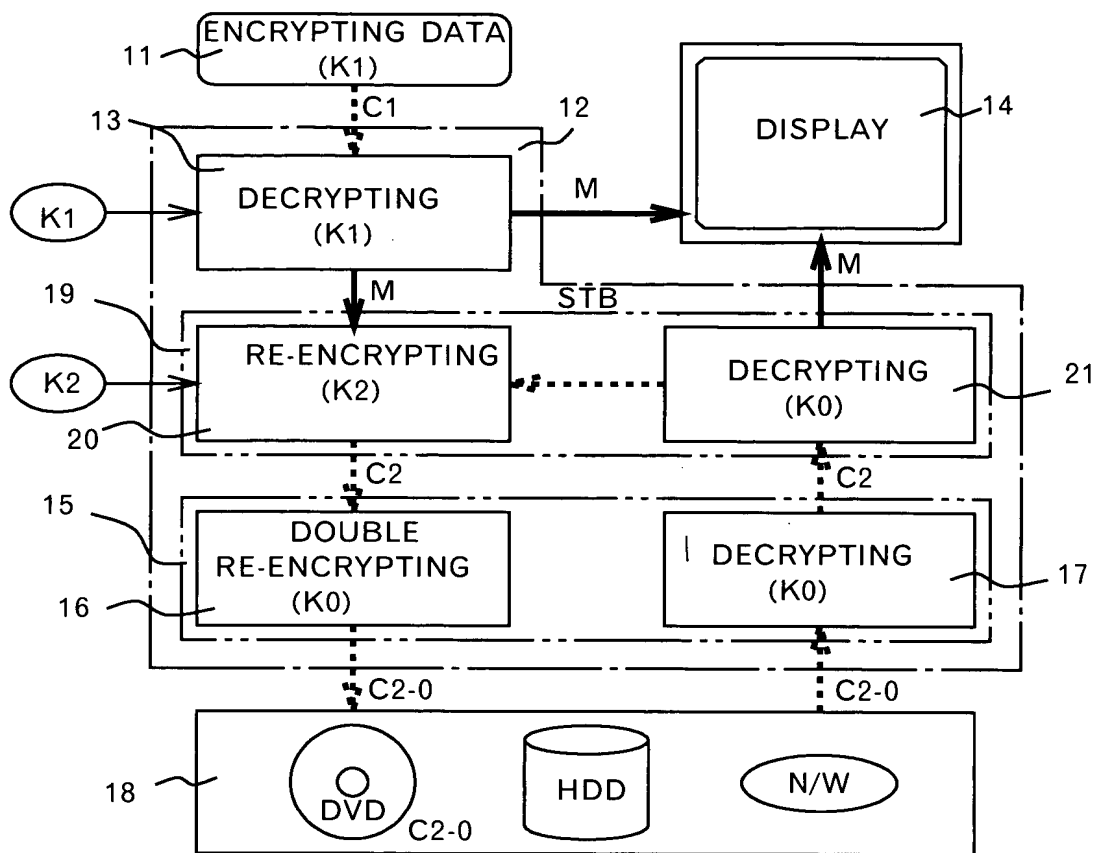 ENCRYPTING DATA
(K1)
11
C1
13
12
14
DISPLAY
K1
DECRYPTING
(K1)
M
M
M
STB
19
RE-ENCRYPTING
(K2)
K2
20
DECRYPTING
(K0)
21
C2
C2
15
DOUBLE
RE-ENCRYPTING
(K0)
16
DECRYPTING
(K0)
17
C2-0
C2-0
18
DVD
C2-0
HDD
N/W